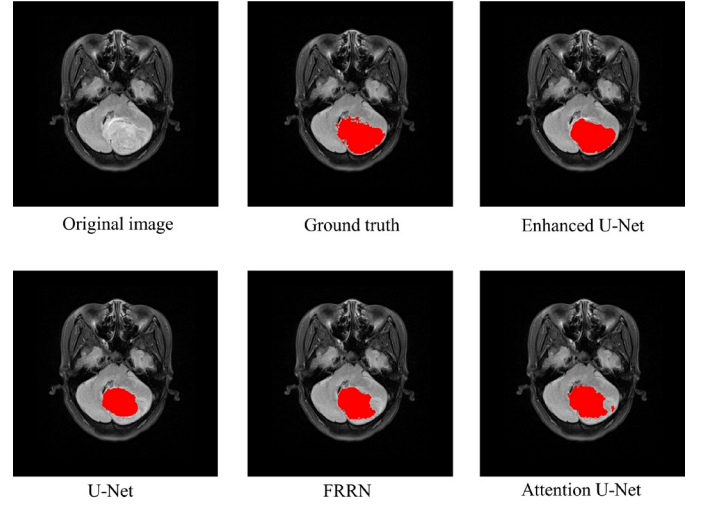 Original image
Ground truth
Enhanced U-Net
U-Net
FRRN
Attention U-Net